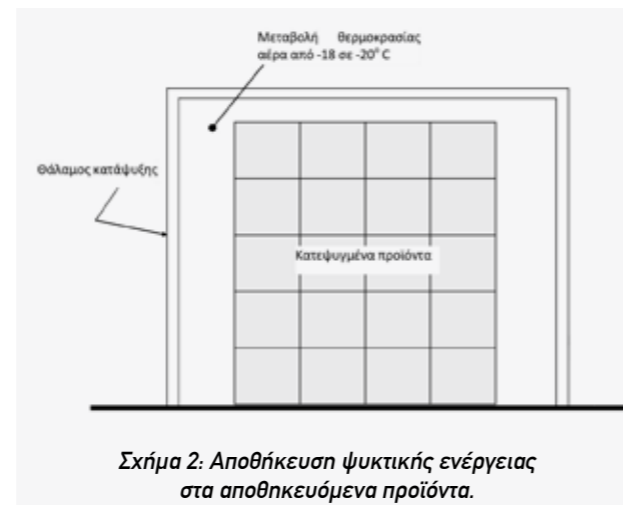 Μεταβολή θερμοκρασίας
αέρα από -18 σε -20° C
Θάλαμος κατάψυξης
Κατεψυγμένα προϊόντα
Σχήμα 2: Αποθήκευση ψυκτικής ενέργειας
στα αποθηκευόμενα προϊόντα.